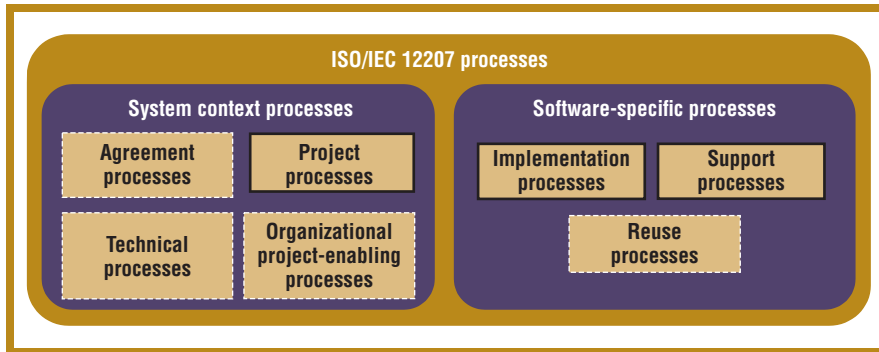 ISO/IEC 12207 processes
System context processes
Agreement
processes
Project
processes
Technical
processes
Organizational
project-enabling
processes
Software-specific processes
Implementation
processes
Support
processes
Reuse
processes